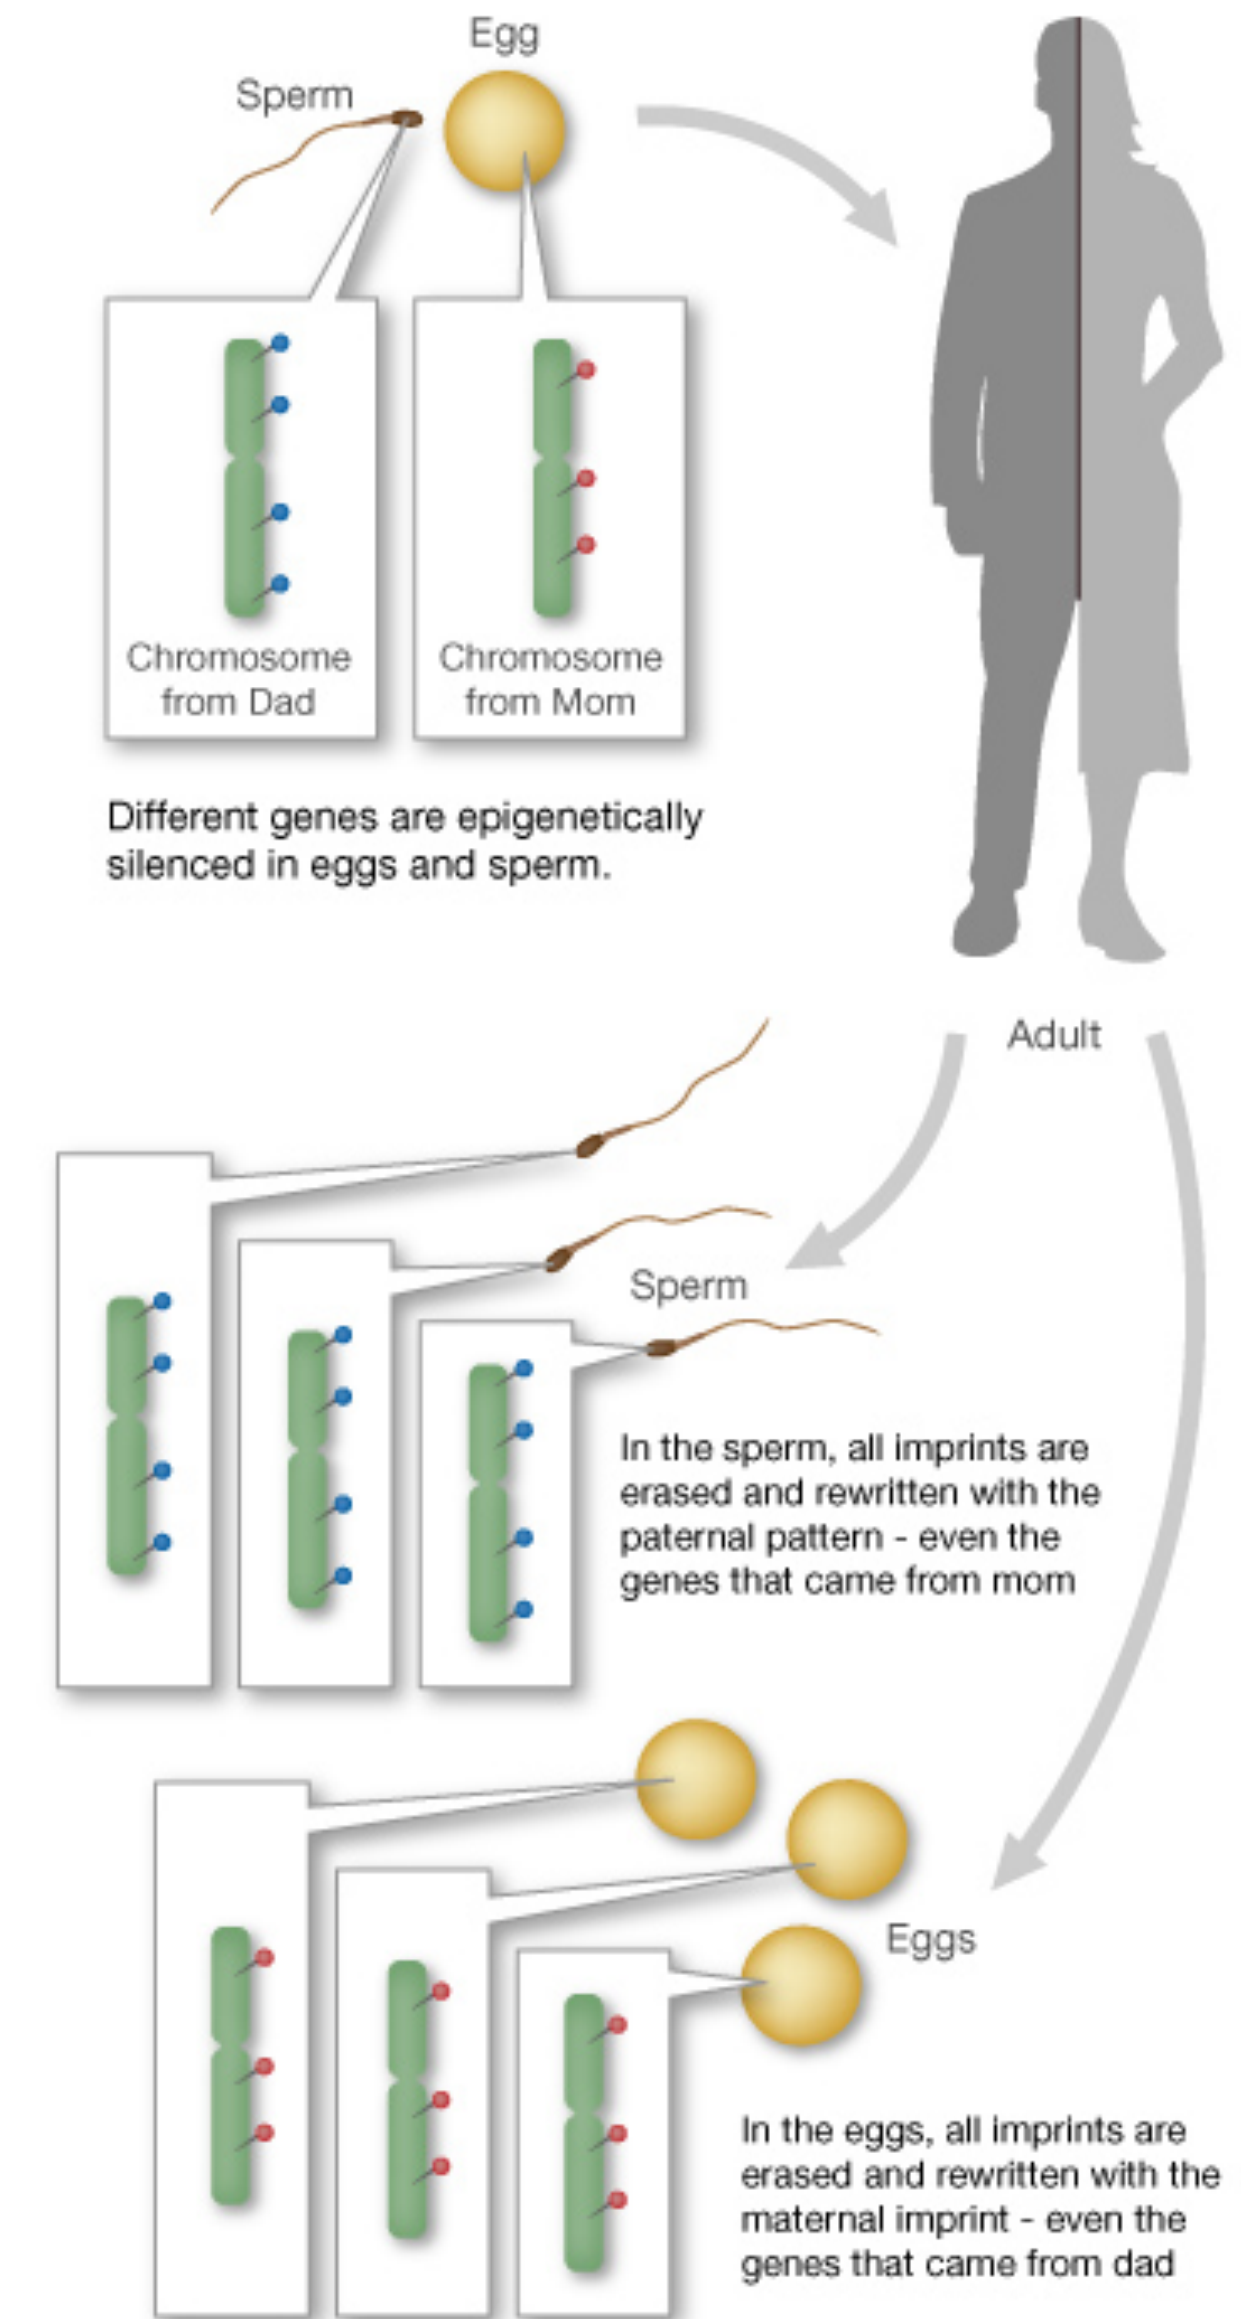 Egg
Sperm
Chromosome
from Dad
Chromosome
from Mom
Different genes are epigenetically
silenced in eggs and sperm.
Adult
Sperm
In the sperm, all imprints are
erased and rewritten with the
paternal pattern - even the
genes that came from mom
Eggs
In the eggs, all imprints are
erased and rewritten with the
maternal imprint - even the
genes that came from dad